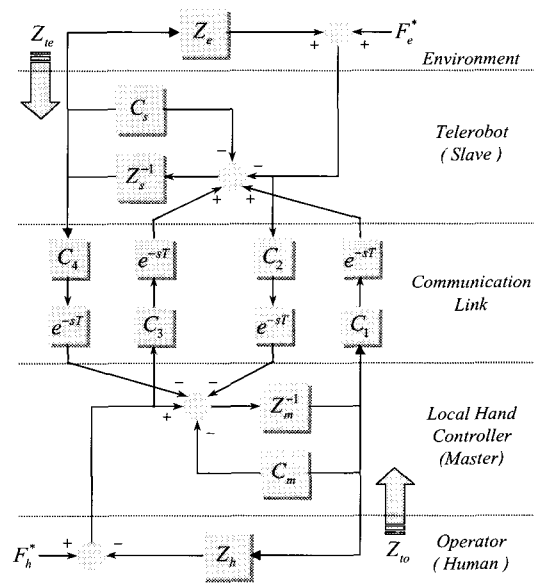 Z_te
Z_e
+
+
F_e^*
Environment
C_s
Telerobot
( Slave )
−
−
Z_s^{-1}
+
+
C_4
e^{-sT}
C_2
e^{-sT}
Communication
Link
e^{-sT}
C_3
e^{-sT}
C_1
−
−
+
Z_m^{-1}
−
Local Hand
Controller
(Master)
C_m
+
−
F_h^*
Z_h
Z_to
Operator
( Human )